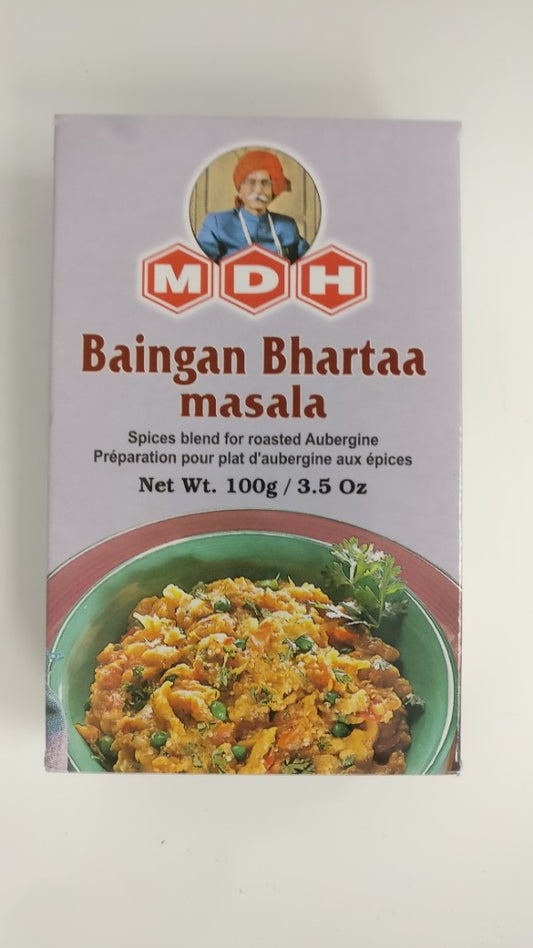 MDH
Baingan Bhartaa
masala
Spices blend for roasted Aubergine
Préparation pour plat d'aubergine aux épices
Net Wt. 100g / 3.5 Oz